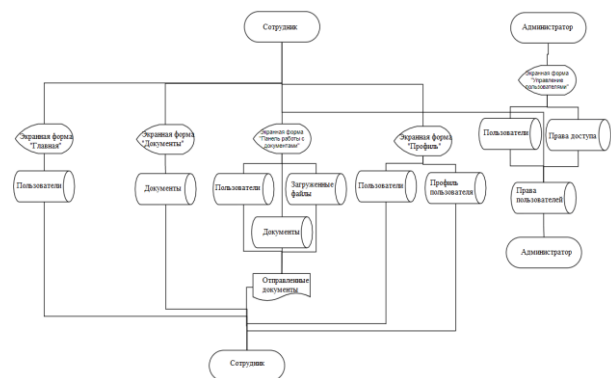 Сотрудник
Администратор
Экранная форма
"Управление
пользователями"
Экранная форма
"Главная"
Экранная форма
"Документы"
Экранная форма
"Панель работы с
документами"
Экранная форма
"Профиль"
Пользователи
Права доступа
Пользователи
Документы
Пользователи
Загруженные
файлы
Пользователи
Профиль
пользователя
Права
пользователей
Документы
Администратор
Отправленные
документы
Сотрудник